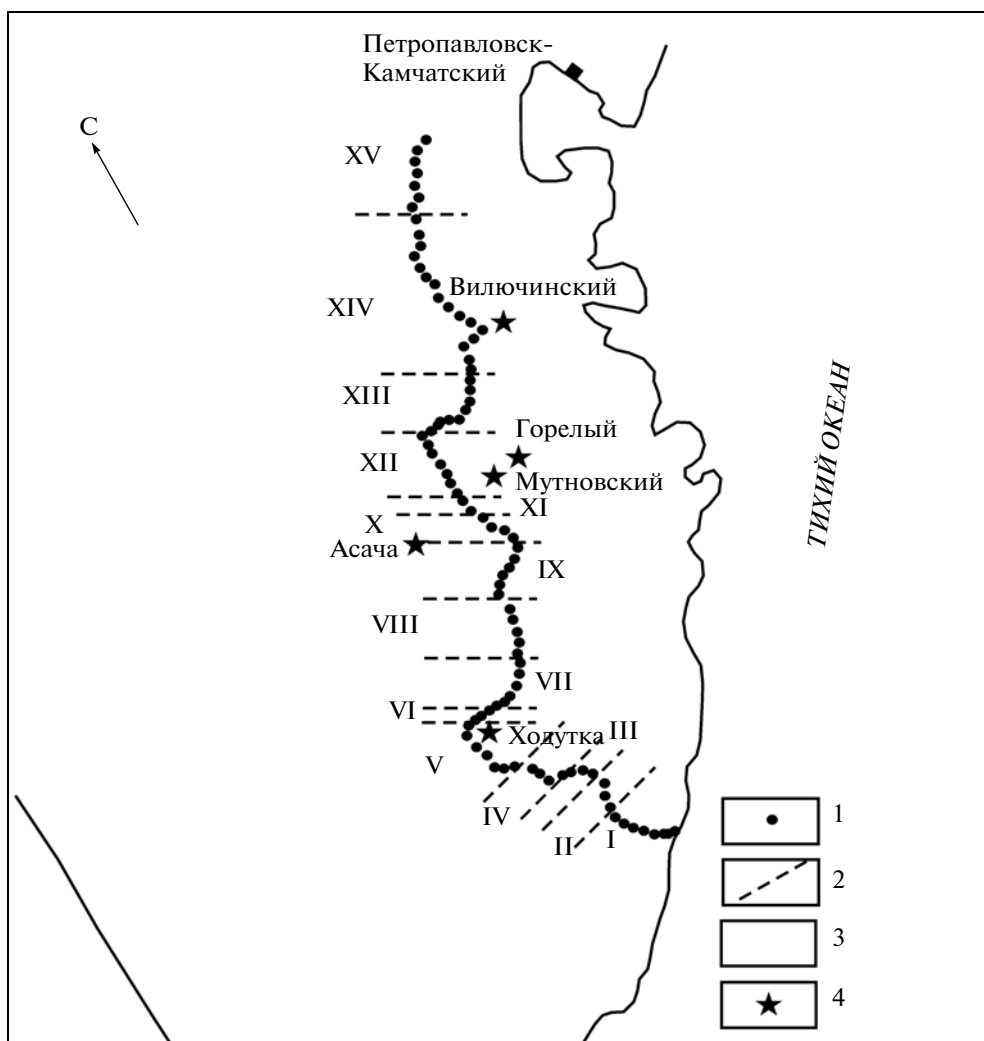 Петропавловск-
Камчатский
С
XV
Вилючинский
XIV
XIII
Горелый
XII
Мутновский
XI
X
Асача
IX
ТИХИЙ ОКЕАН
VIII
VII
VI
III
Ходутка
V
IV
I
II
1
2
3
4